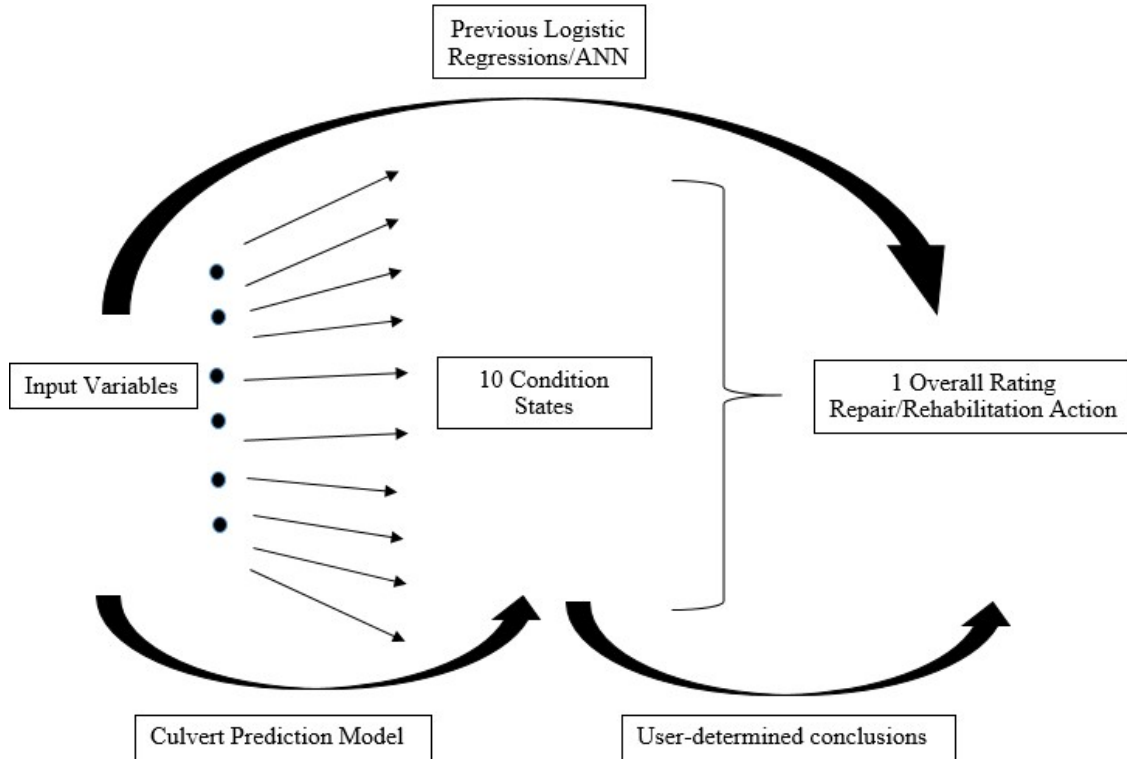 Previous Logistic
Regressions/ANN
Input Variables
10 Condition
States
1 Overall Rating
Repair/Rehabilitation Action
Culvert Prediction Model
User-determined conclusions